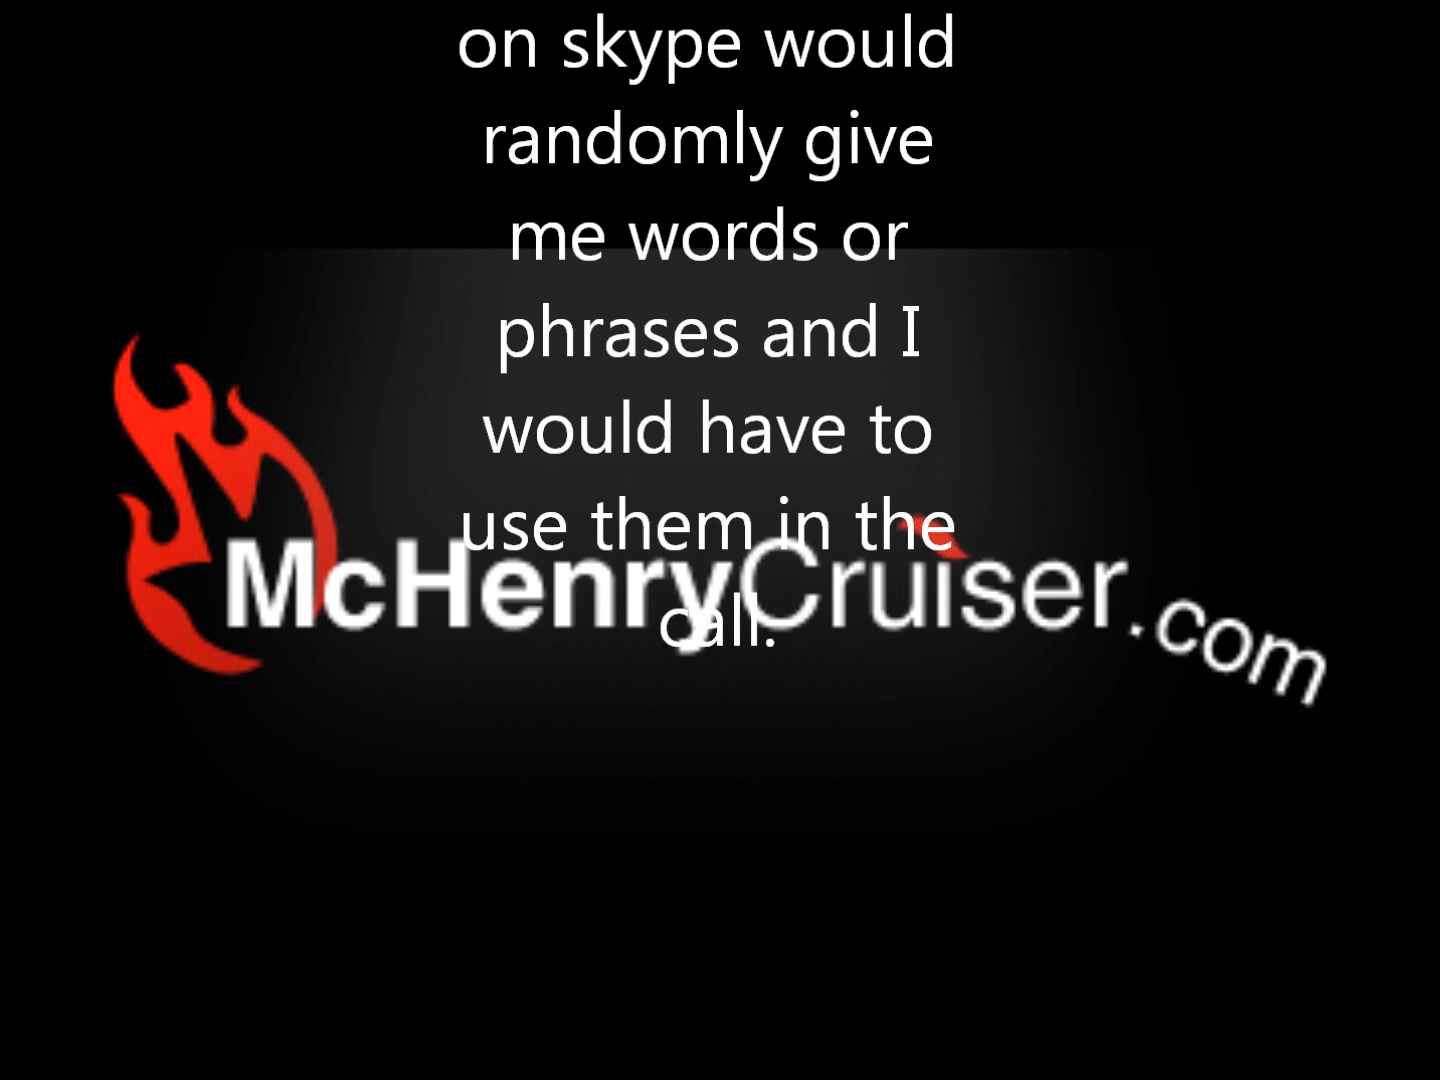 on skype would
randomly give
me words or
phrases and I
would have to
use them in the
call.
McHenryCruiser.com